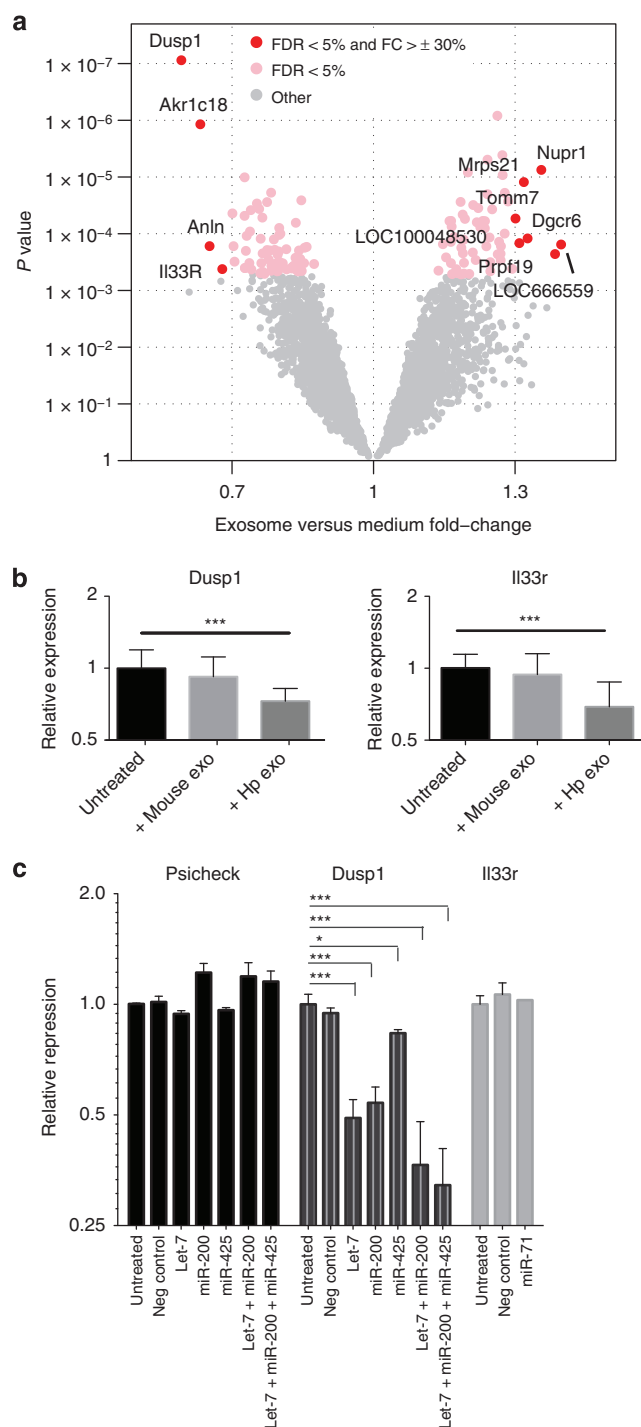 a
Dusp1
FDR < 5% and FC > ± 30%
FDR < 5%
Other
Akr1c18
Mrps21
Nupr1
Tomm7
Anln
LOC100048530
Dgcr6
Il33R
Prpf19
LOC666559
1 × 10⁻⁷
1 × 10⁻⁶
1 × 10⁻⁵
1 × 10⁻⁴
1 × 10⁻³
1 × 10⁻²
1 × 10⁻¹
1
P value
0.7
1
1.3
Exosome versus medium fold–change
b
Dusp1
Relative expression
2
1
0.5
***
Untreated
+ Mouse exo
+ Hp exo
Il33r
Relative expression
2
1
0.5
***
Untreated
+ Mouse exo
+ Hp exo
c
Psicheck
Dusp1
Il33r
Relative repression
2.0
1.0
0.5
0.25
***
***
*
***
***
Untreated
Neg control
Let-7
miR-200
miR-425
Let-7 + miR-200
Let-7 + miR-200 + miR-425
Untreated
Neg control
Let-7
miR-200
miR-425
Let-7 + miR-200
Let-7 + miR-200 + miR-425
Untreated
Neg control
miR-71